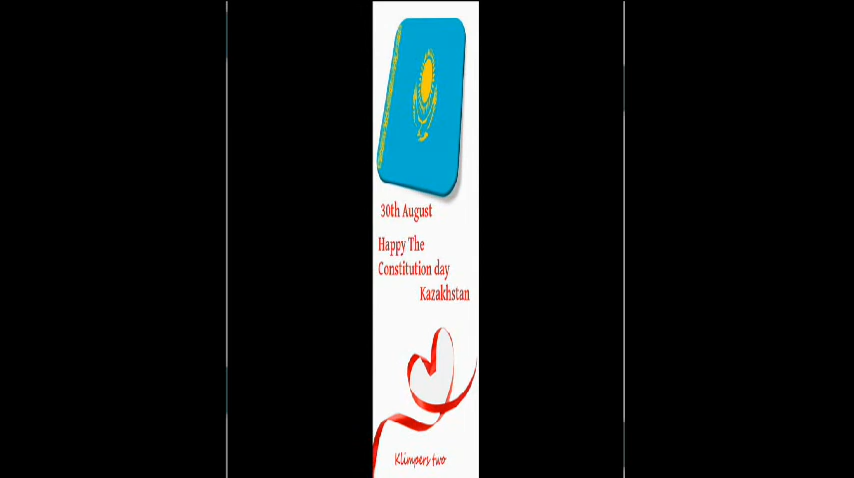 30th August
Happy The
Constitution day
Kazakhstan
Klimpers two